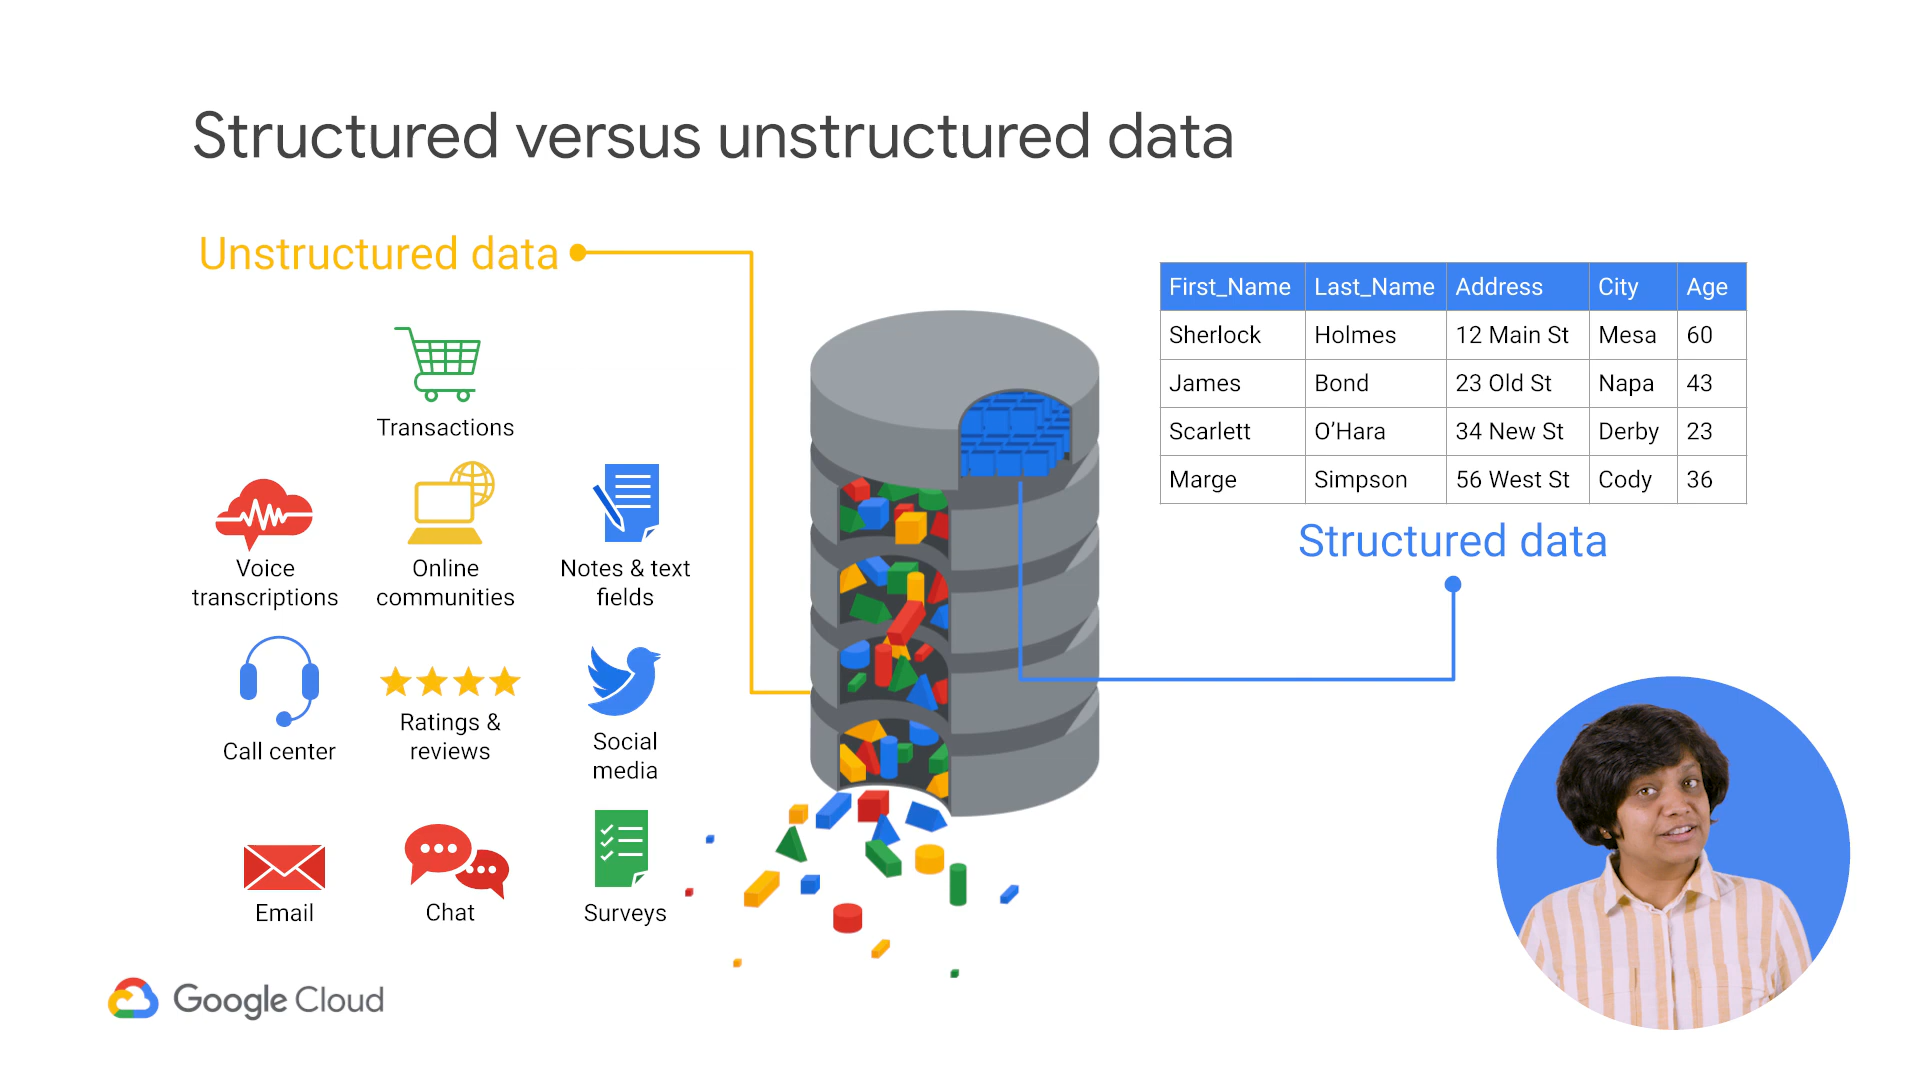 Structured versus unstructured data
Unstructured data
Transactions
Voice
transcriptions
Online
communities
Notes & text
fields
Call center
Ratings &
reviews
Social
media
Email
Chat
Surveys
First_Name Last_Name Address City Age
Sherlock Holmes 12 Main St Mesa 60
James Bond 23 Old St Napa 43
Scarlett O’Hara 34 New St Derby 23
Marge Simpson 56 West St Cody 36
Structured data
Google Cloud